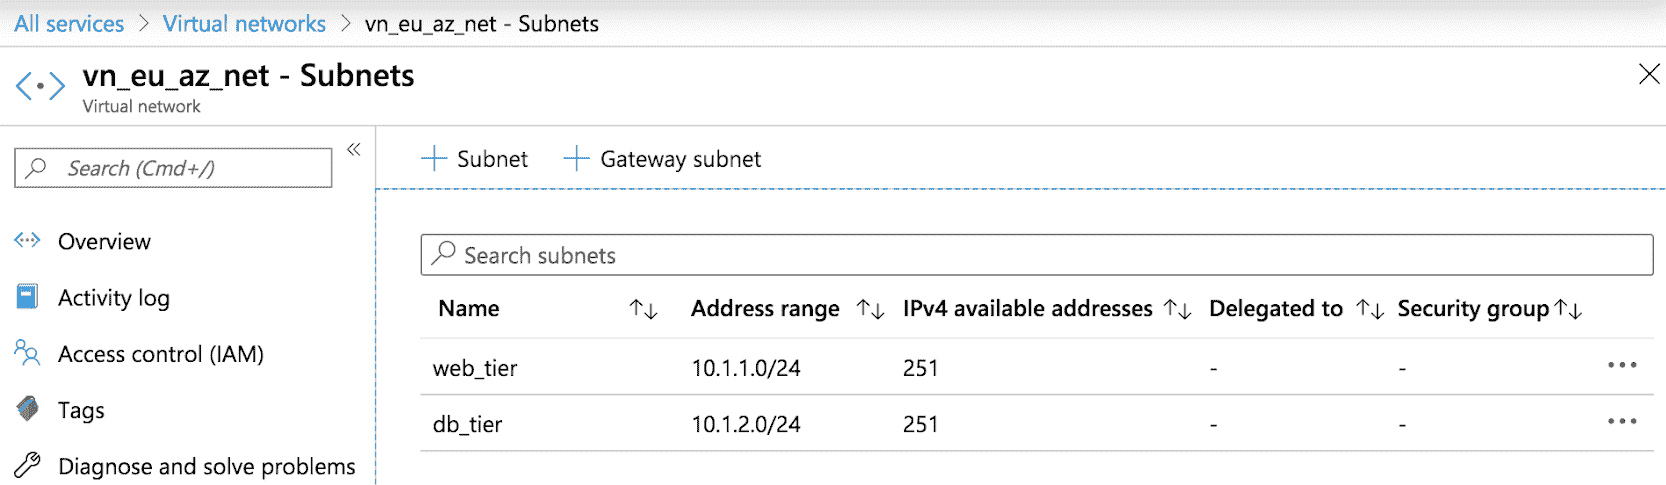 All services > Virtual networks > vn_eu_az_net - Subnets
vn_eu_az_net - Subnets
Virtual network
Search (Cmd+/)
«
Overview
Activity log
Access control (IAM)
Tags
Diagnose and solve problems
+ Subnet + Gateway subnet
Search subnets
Name ↑↓ Address range ↑↓ IPv4 available addresses ↑↓ Delegated to ↑↓ Security group ↑↓
web_tier 10.1.1.0/24 251 - - ...
db_tier 10.1.2.0/24 251 - - ...